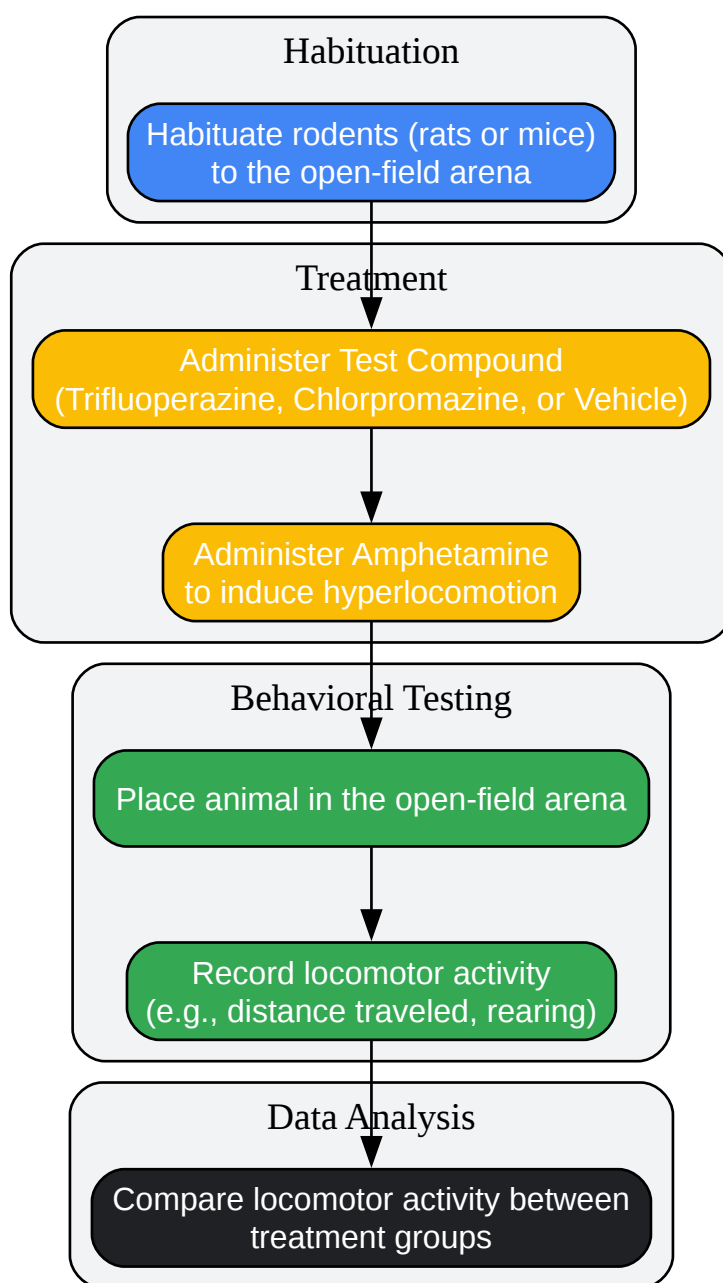 Habituation
Habituate rodents (rats or mice)
to the open-field arena
Treatment
Administer Test Compound
(Trifluoperazine, Chlorpromazine, or Vehicle)
Administer Amphetamine
to induce hyperlocomotion
Behavioral Testing
Place animal in the open-field arena
Record locomotor activity
(e.g., distance traveled, rearing)
Data Analysis
Compare locomotor activity between
treatment groups